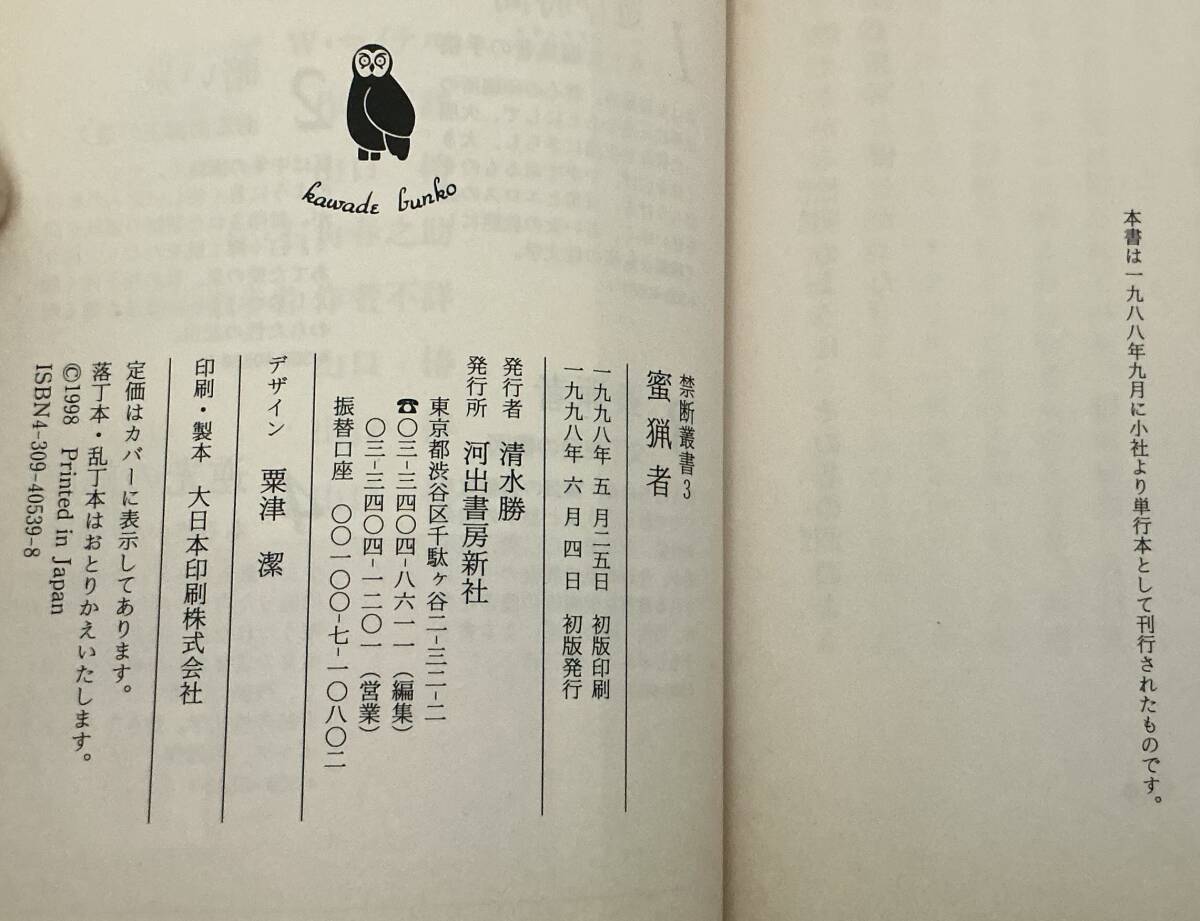 本書は一九八八年九月に小社より単行本として刊行されたものです。
kawade bunko
禁断叢書3
蜜猟者
一九九八年 五 月二五日 初版印刷
一九九八年 六 月 四 日 初版発行
発行者 清水勝
発行所 河出書房新社
東京都渋谷区千駄ヶ谷二-三二-二
☎〇三-三四〇四-八六一一(編集)
〇三-三四〇四-一二〇一(営業)
振替口座 〇〇一〇〇-七-一〇八〇二
デザイン 粟津 潔
印刷・製本 大日本印刷株式会社
定価はカバーに表示してあります。
落丁本・乱丁本はおとりかえいたします。
©1998 Printed in Japan
ISBN4-309-40539-8